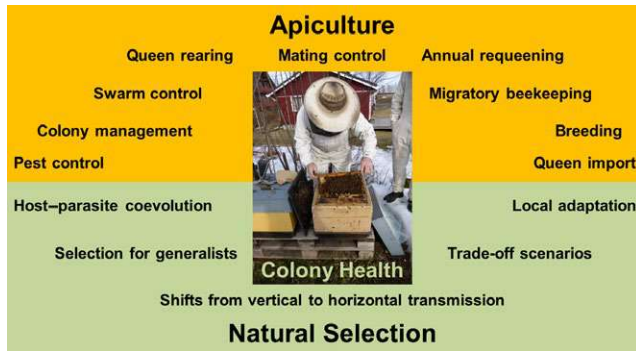 Apiculture
Queen rearing
Mating control
Annual requeening
Swarm control
Migratory beekeeping
Colony management
Breeding
Pest control
Queen import
Host–parasite coevolution
Local adaptation
Selection for generalists
Trade-off scenarios
Colony Health
Shifts from vertical to horizontal transmission
Natural Selection